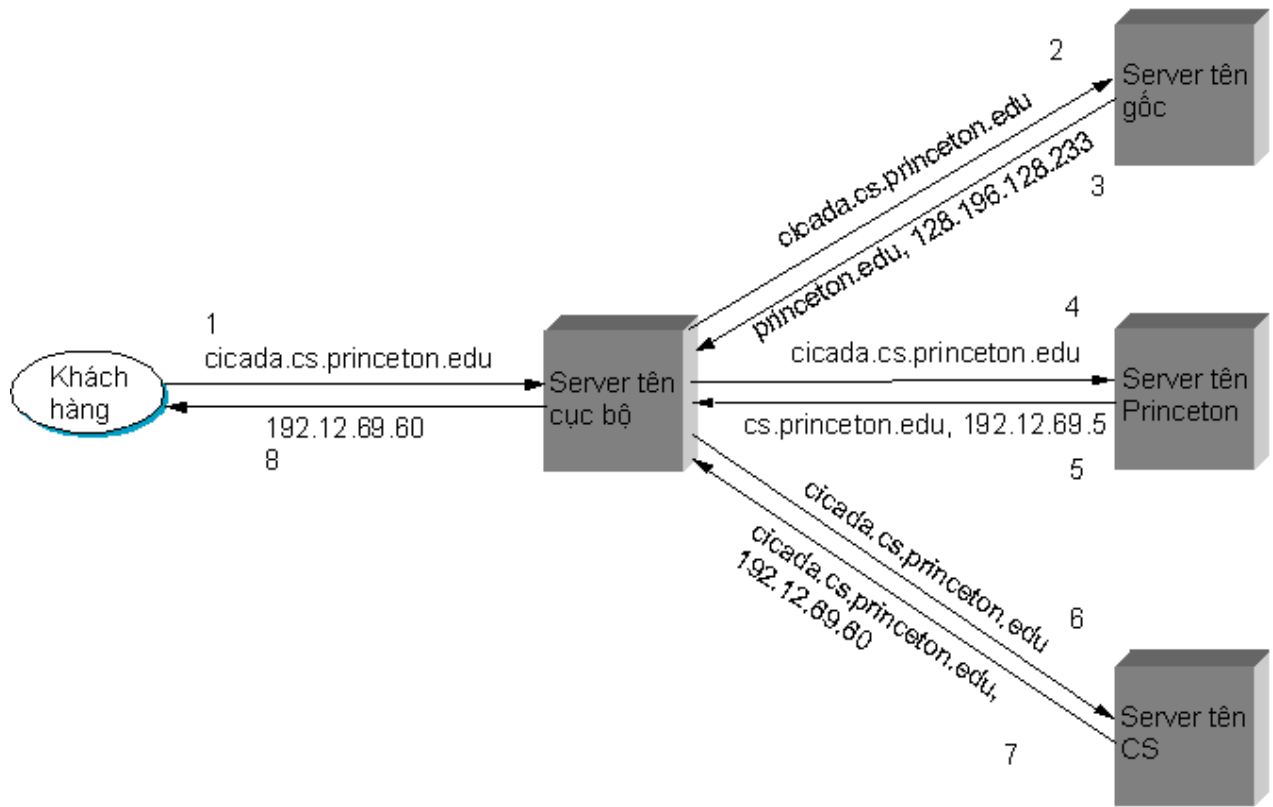 2
Server tên
gốc
cicada.cs.princeton.edu
princeton.edu, 128.196.128.233
3
1
cicada.cs.princeton.edu
Khách
hàng
192.12.69.60
8
Server tên
cục bộ
4
cicada.cs.princeton.edu
Server tên
Princeton
cs.princeton.edu, 192.12.69.5
5
cicada.cs.princeton.edu
cicada.cs.princeton.edu,
192.12.69.60
6
7
Server tên
CS